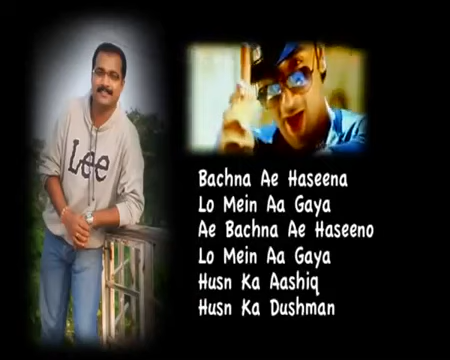 Lee
Bachna Ae Haseena
Lo Mein Aa Gaya
Ae Bachna Ae Haseeno
Lo Mein Aa Gaya
Husn Ka Aashiq
Husn Ka Dushman